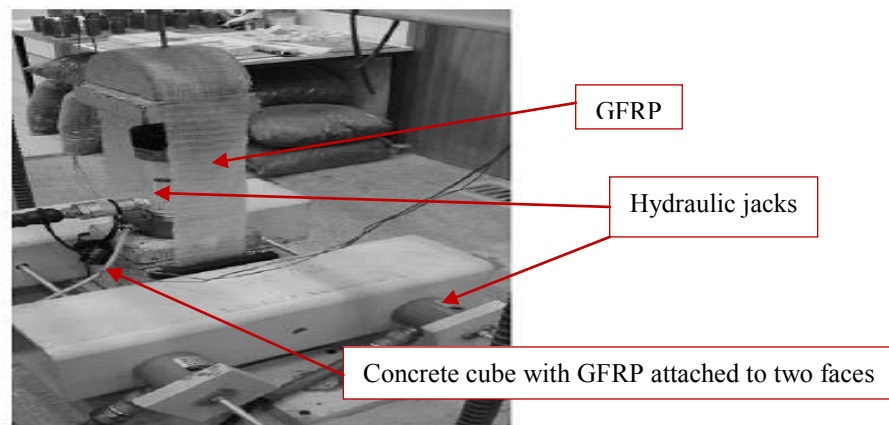 GFRP
Hydraulic jacks
Concrete cube with GFRP attached to two faces